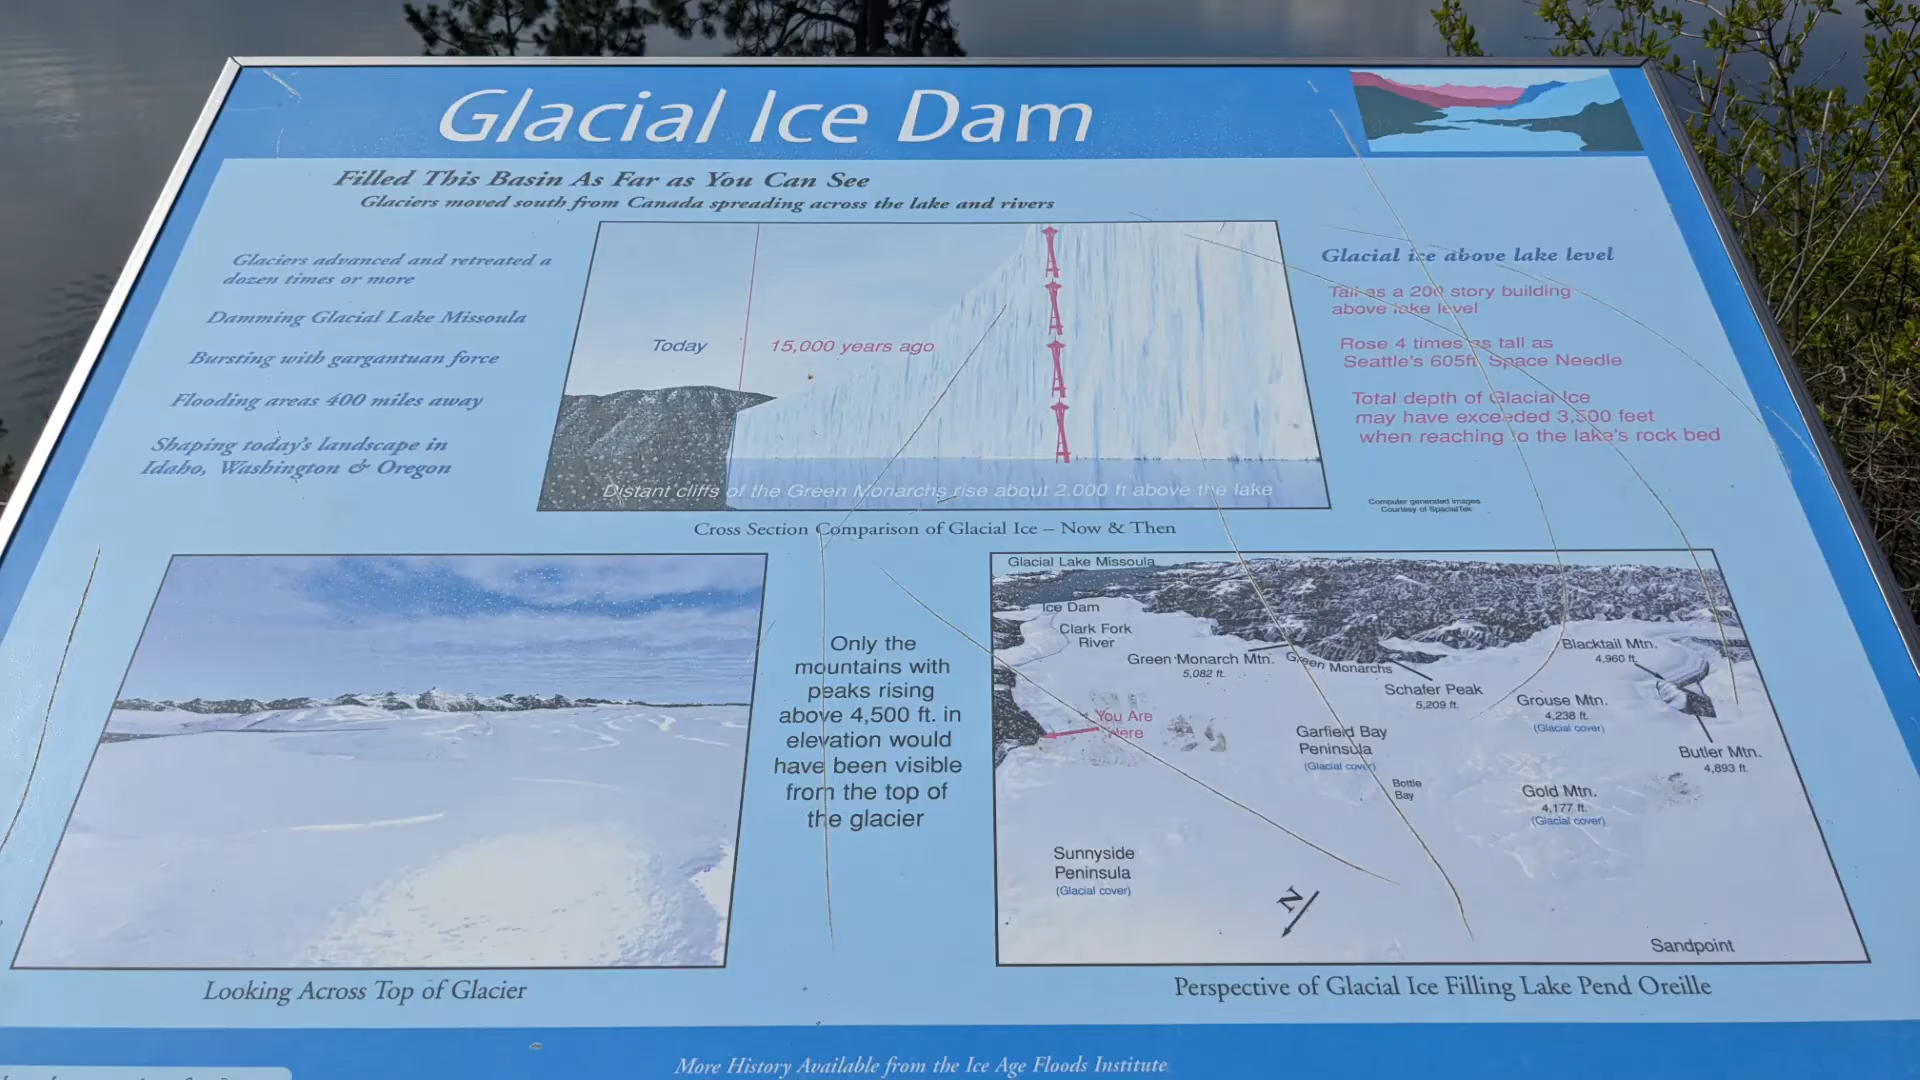 Glacial Ice Dam
Filled This Basin As Far as You Can See
Glaciers moved south from Canada spreading across the lake and rivers
Glaciers advanced and retreated a
dozen times or more
Damming Glacial Lake Missoula
Bursting with gargantuan force
Flooding areas 400 miles away
Shaping today's landscape in
Idaho, Washington & Oregon
Today
15,000 years ago
Distant cliffs of the Green Monarchs rise about 2,000 ft above the lake
Cross Section Comparison of Glacial Ice – Now & Then
Glacial ice above lake level
Tall as a 200 story building
above lake level
Rose 4 times as tall as
Seattle's 605ft. Space Needle
Total depth of Glacial Ice
may have exceeded 3,500 feet
when reaching to the lake's rock bed
Computer generated images
Courtesy of SpacialTek
Looking Across Top of Glacier
Only the
mountains with
peaks rising
above 4,500 ft. in
elevation would
have been visible
from the top of
the glacier
Glacial Lake Missoula
Ice Dam
Clark Fork
River
Green Monarch Mtn.
5,082 ft.
Green Monarchs
Schafer Peak
5,209 ft.
Blacktail Mtn.
4,960 ft.
Grouse Mtn.
4,238 ft.
(Glacial cover)
Butler Mtn.
4,893 ft.
You Are
Here
Garfield Bay
Peninsula
(Glacial cover)
Bottle
Bay
Gold Mtn.
4,177 ft.
(Glacial cover)
Sunnyside
Peninsula
(Glacial cover)
N
Sandpoint
Perspective of Glacial Ice Filling Lake Pend Oreille
More History Available from the Ice Age Floods Institute